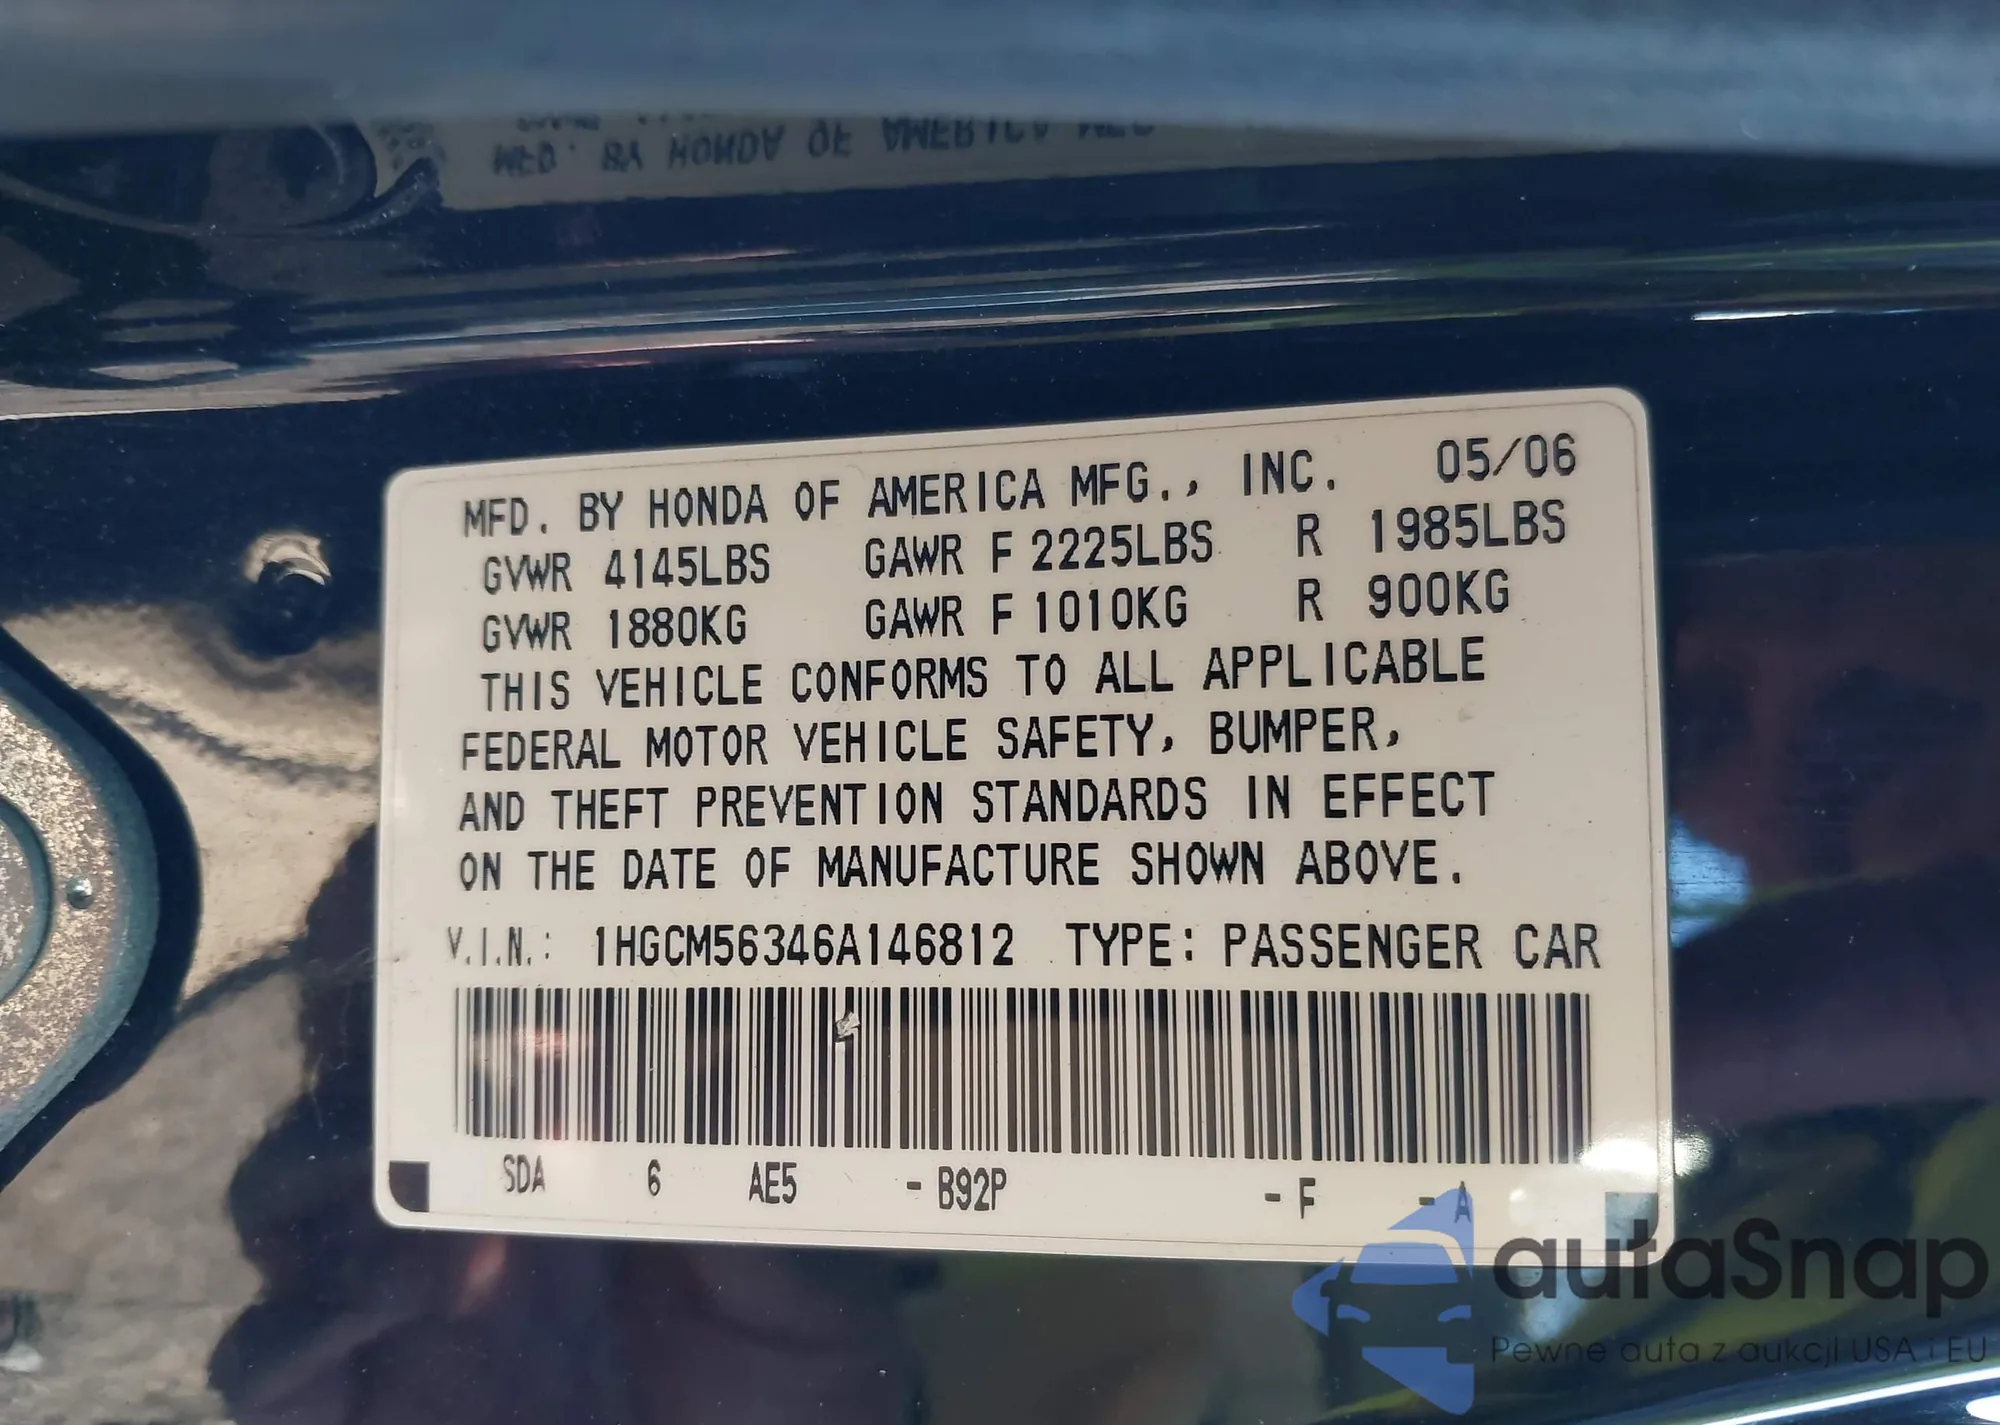 MFD. BY HONDA OF AMERICA MFG., INC. 05/06
GVWR 4145LBS GAWR F 2225LBS R 1985LBS
GVWR 1880KG GAWR F 1010KG R 900KG
THIS VEHICLE CONFORMS TO ALL APPLICABLE
FEDERAL MOTOR VEHICLE SAFETY, BUMPER,
AND THEFT PREVENTION STANDARDS IN EFFECT
ON THE DATE OF MANUFACTURE SHOWN ABOVE.
V.I.N.: 1HGCM56346A146812 TYPE: PASSENGER CAR
SDA 6 AE5 - B92P - F - A
autaSnap
Pewne auta z aukcji USA i EU